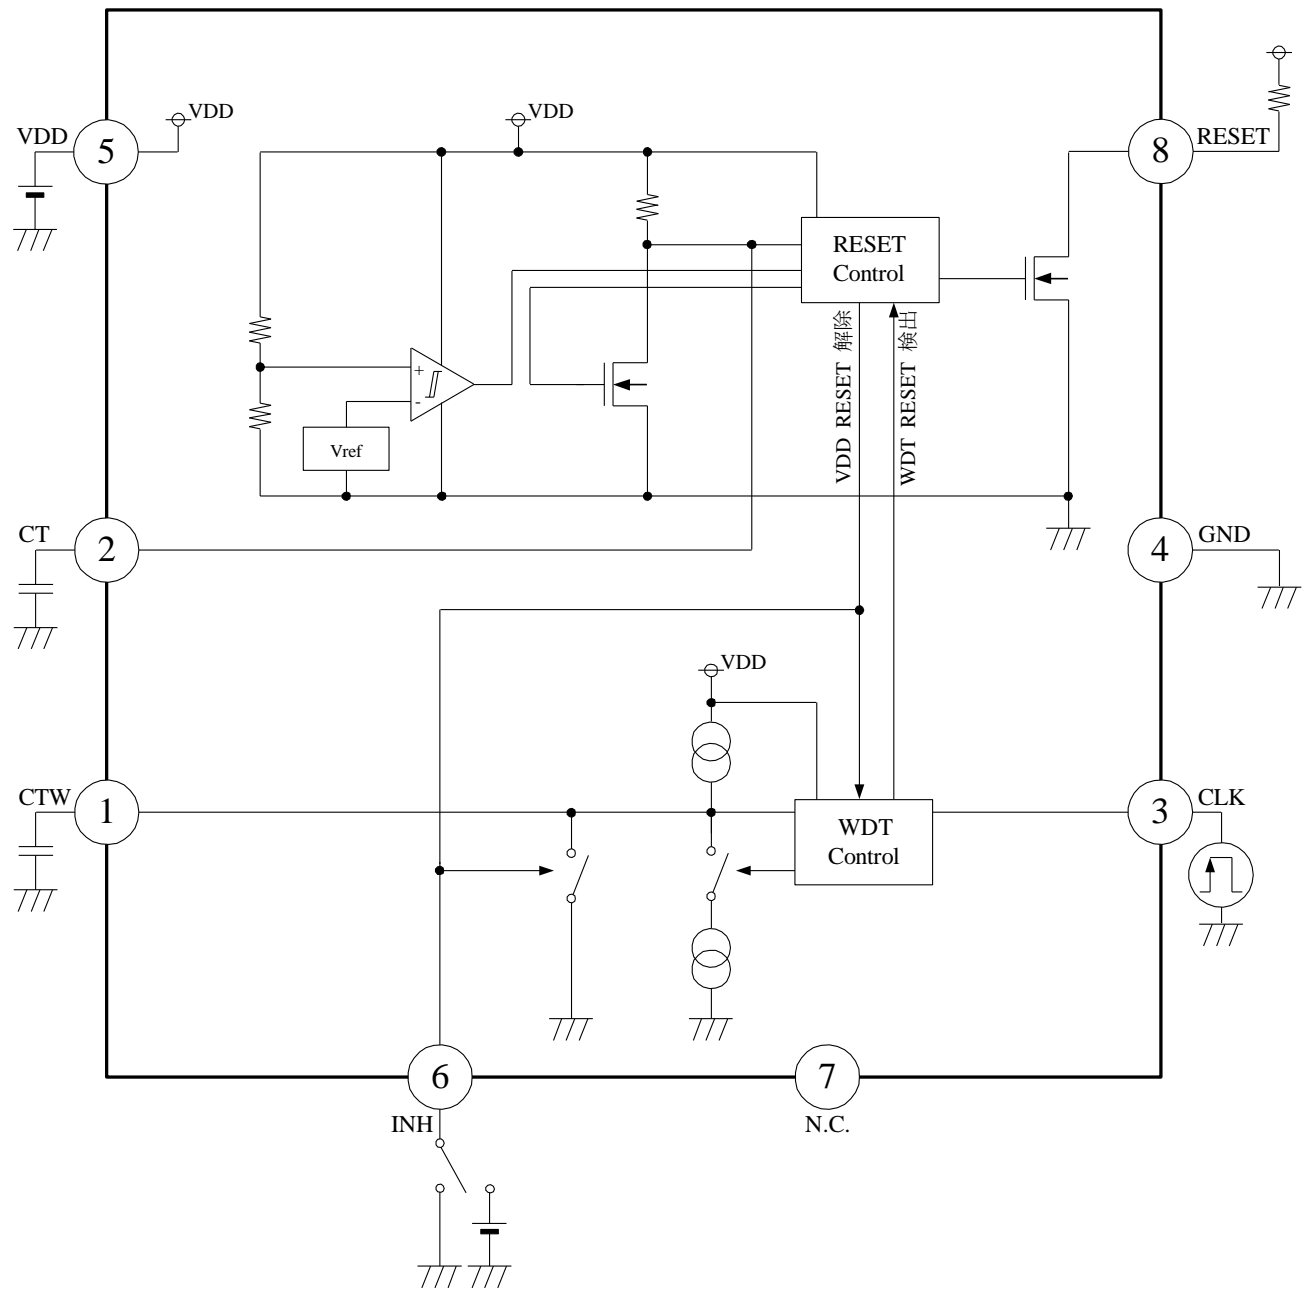 VDD
5
VDD
VDD
8
RESET
RESET
Control
+
-
Vref
VDD RESET 解除
WDT RESET 検出
CT
2
4
GND
VDD
CTW
1
WDT
Control
3
CLK
6
7
INH
N.C.